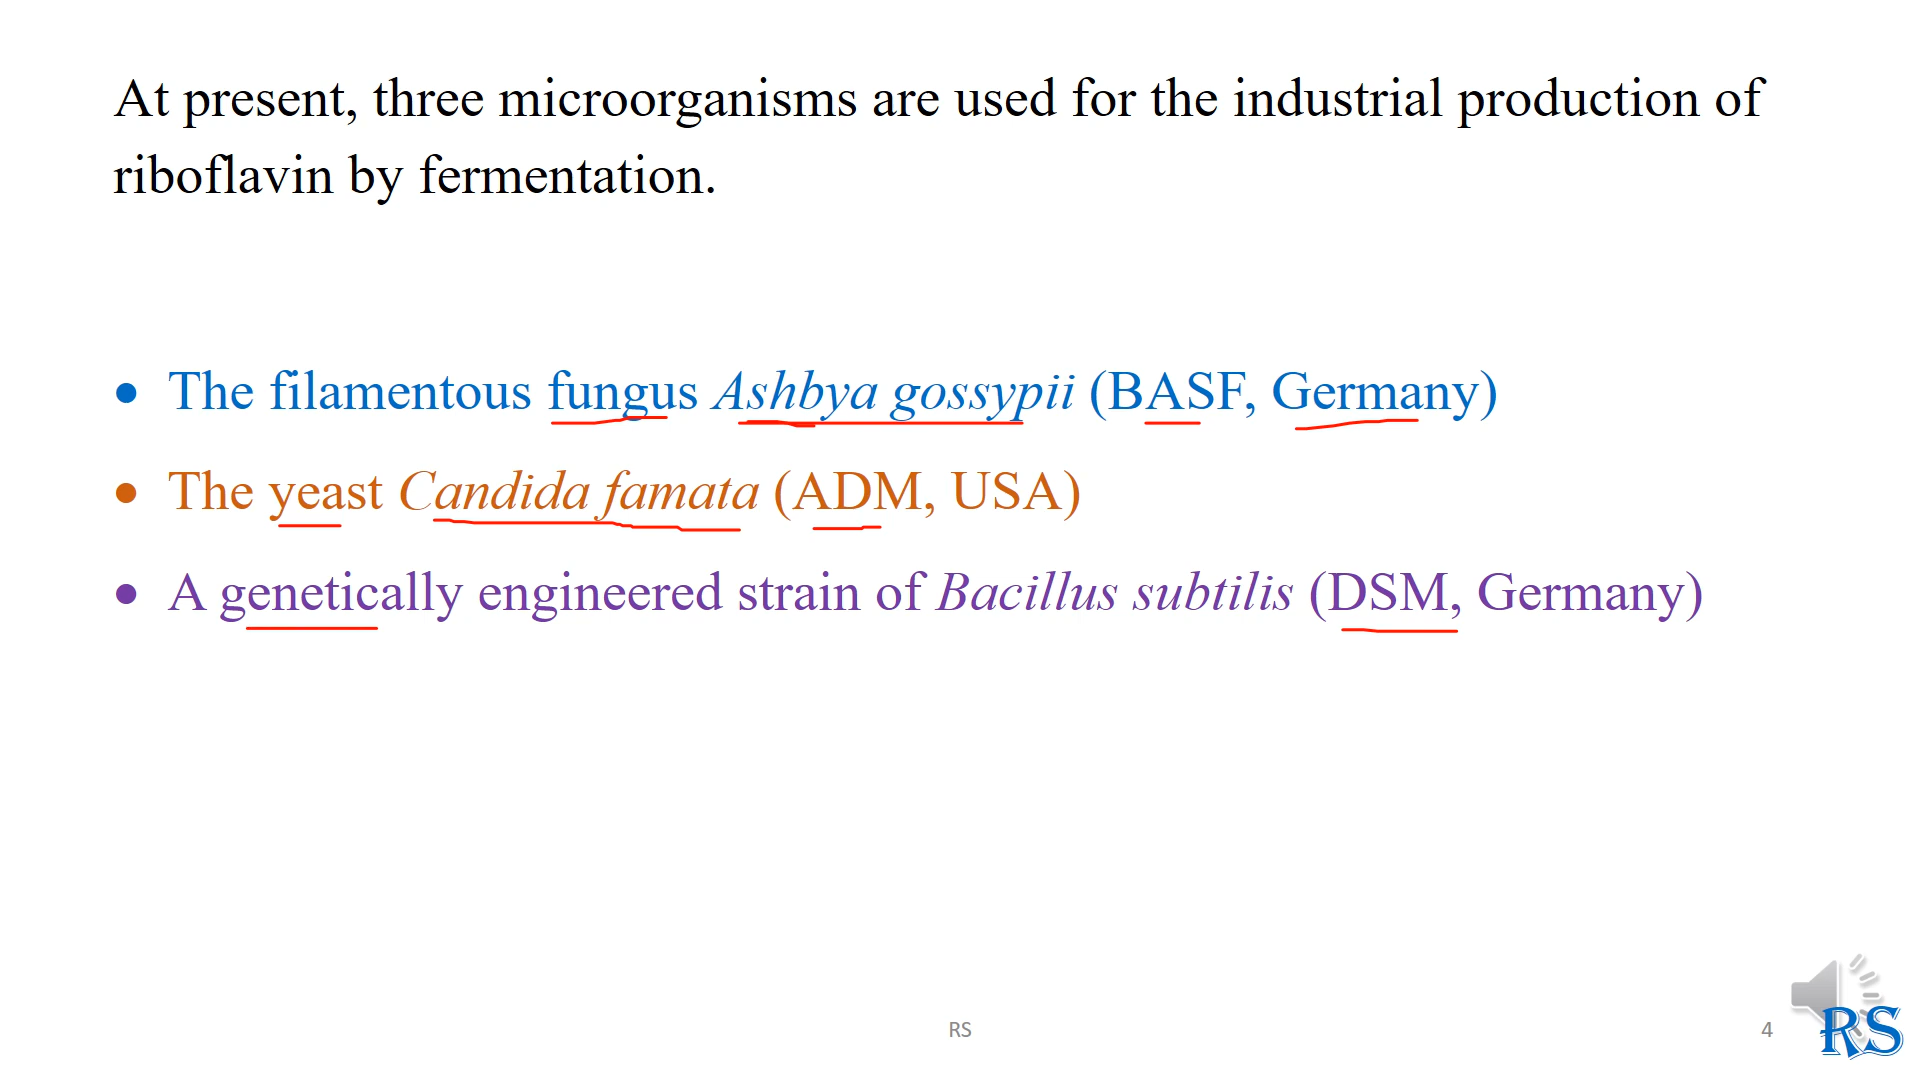 At present, three microorganisms are used for the industrial production of
riboflavin by fermentation.
• The filamentous fungus Ashbya gossypii (BASF, Germany)
• The yeast Candida famata (ADM, USA)
• A genetically engineered strain of Bacillus subtilis (DSM, Germany)
RS
4
RS